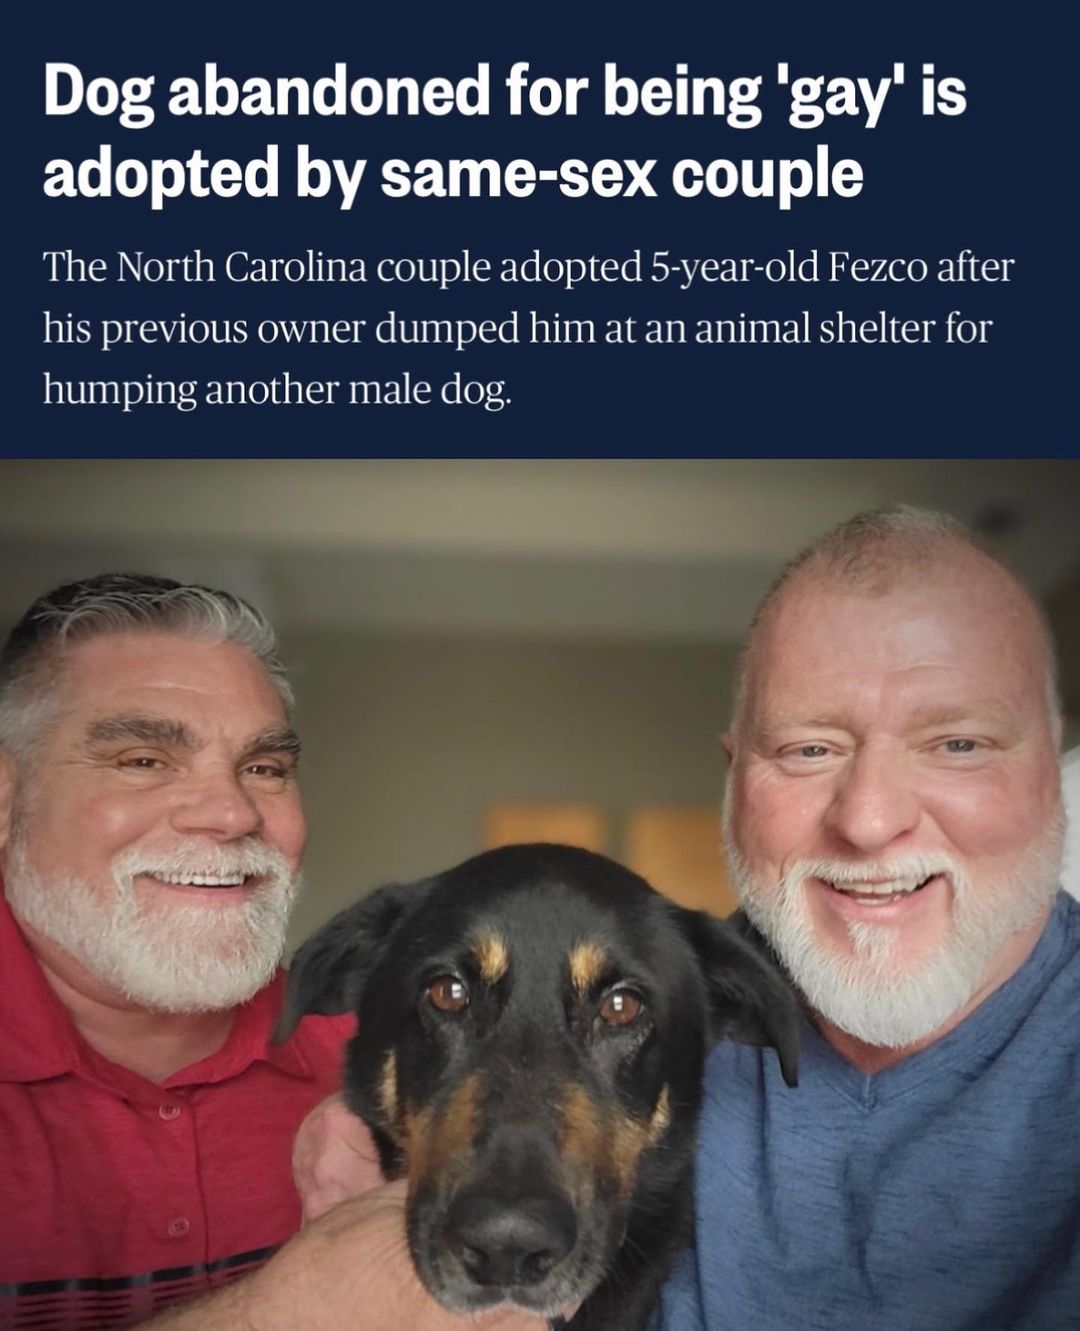 Dog abandoned for being 'gay' is
adopted by same-sex couple
The North Carolina couple adopted 5-year-old Fezco after
his previous owner dumped him at an animal shelter for
humping another male dog.